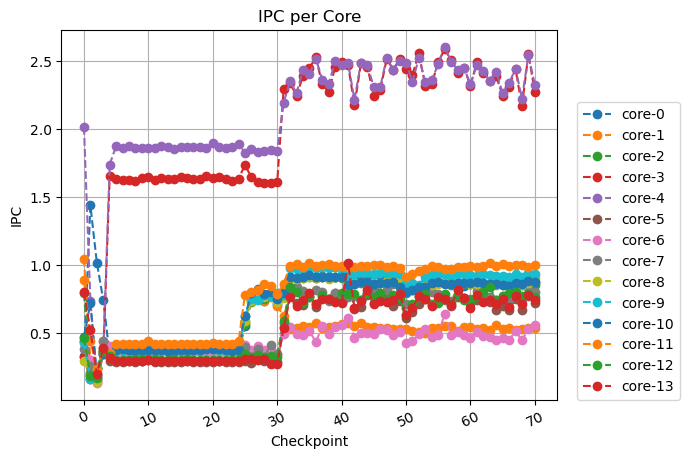 IPC per Core
IPC
2.5
2.0
1.5
1.0
0.5
0
10
20
30
40
50
60
70
Checkpoint
core-0
core-1
core-2
core-3
core-4
core-5
core-6
core-7
core-8
core-9
core-10
core-11
core-12
core-13